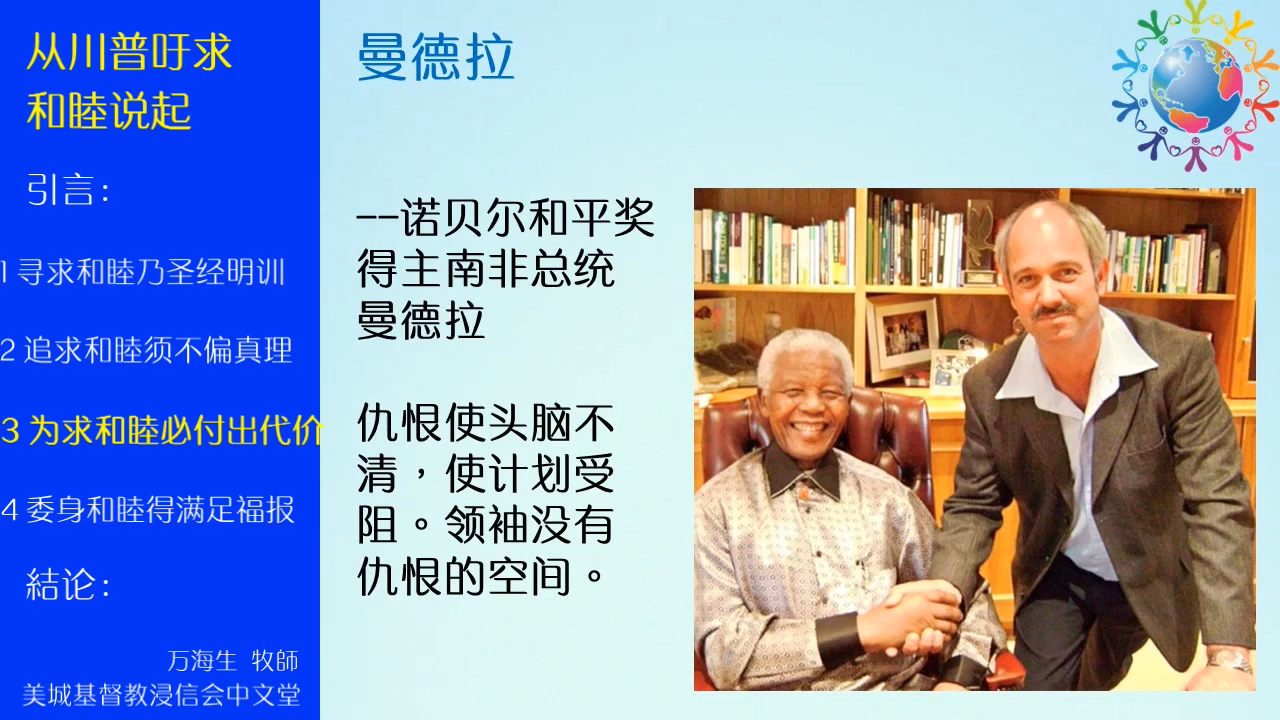 从川普吁求
和睦说起
引言：
1 寻求和睦乃圣经明训
2 追求和睦须不偏真理
3 为求和睦必付出代价
4 委身和睦得满足福报
結论：
万海生 牧師
美城基督教浸信会中文堂
曼德拉
--诺贝尔和平奖
得主南非总统
曼德拉
仇恨使头脑不
清，使计划受
阻。领袖没有
仇恨的空间。